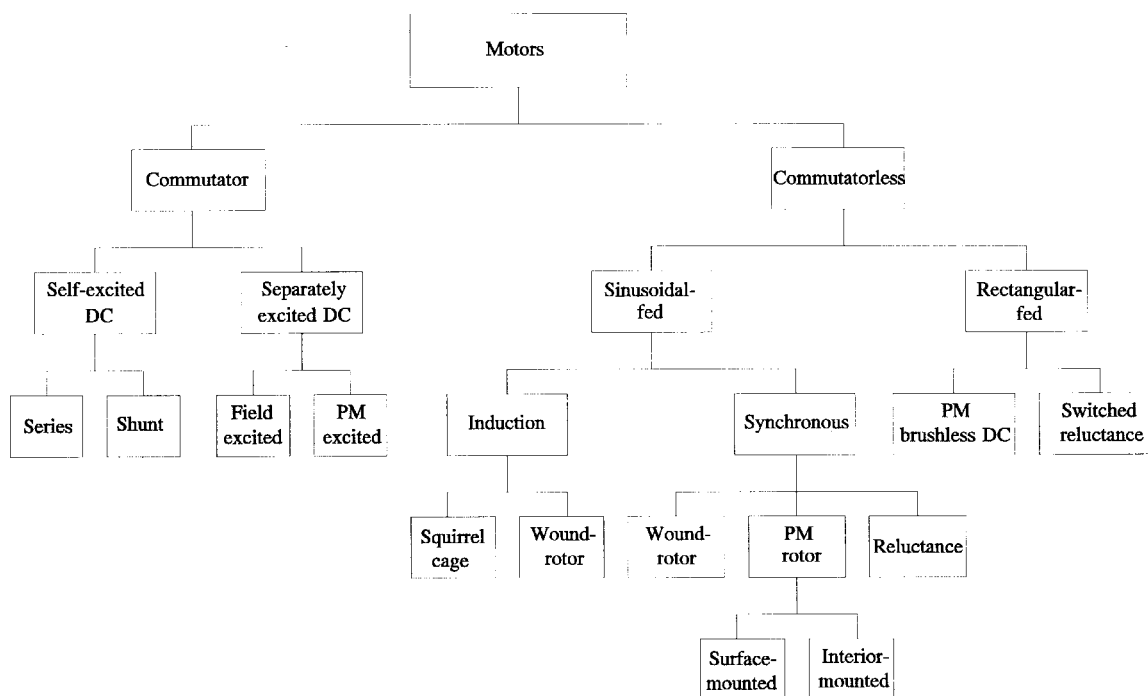 Motors
Commutator
Commutatorless
Self-excited
DC
Separately
excited DC
Sinusoidal-
fed
Rectangular-
fed
Series
Shunt
Field
excited
PM
excited
Induction
Synchronous
PM
brushless DC
Switched
reluctance
Squirrel
cage
Wound-
rotor
Wound-
rotor
PM
rotor
Reluctance
Surface-
mounted
Interior-
mounted